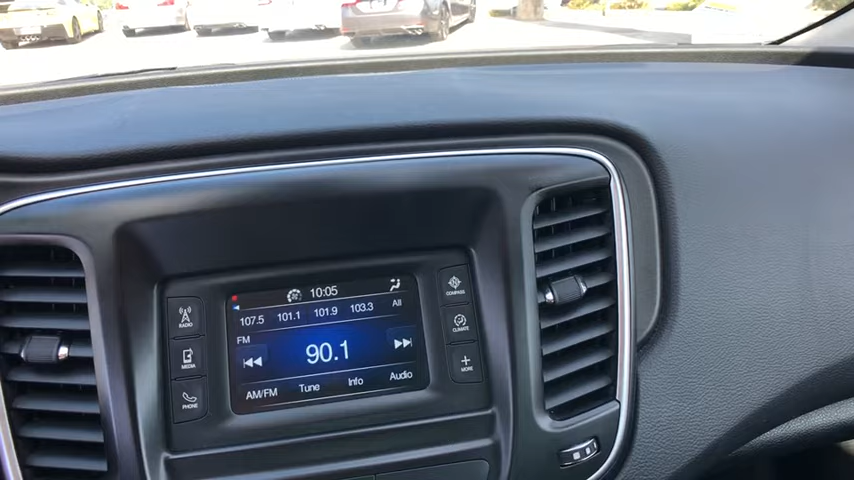 10:05
107.5 101.1 101.9 103.3 All
FM
90.1
AM/FM Tune Info Audio
RADIO
MEDIA
PHONE
COMPASS
CLIMATE
MORE